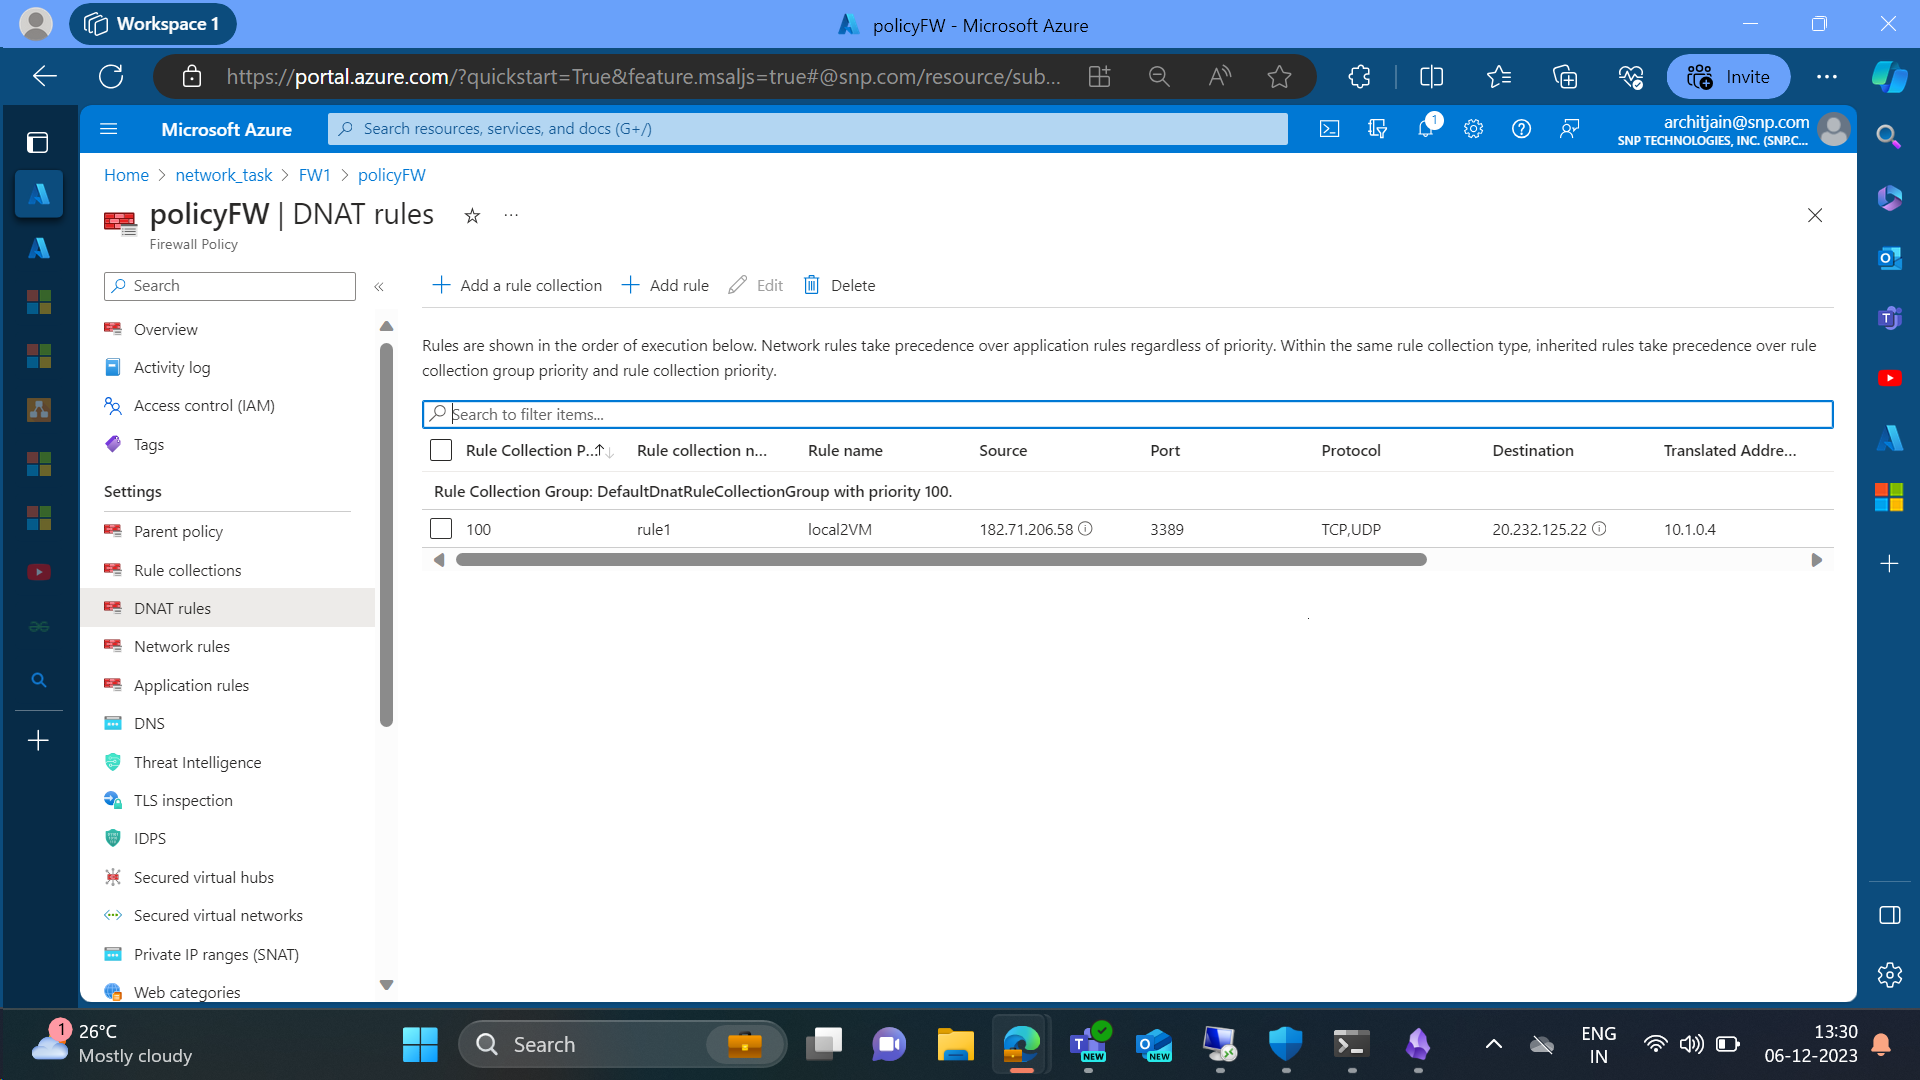 Workspace 1
policyFW - Microsoft Azure
https://portal.azure.com/?quickstart=True&feature.msaljs=true#@snp.com/resource/sub...
Invite
Microsoft Azure
Search resources, services, and docs (G+/)
1
architjain@snp.com
SNP TECHNOLOGIES, INC. (SNP.C...
Home > network_task > FW1 > policyFW
policyFW | DNAT rules
Firewall Policy
Search
Add a rule collection
Add rule
Edit
Delete
Overview
Activity log
Access control (IAM)
Tags
Settings
Parent policy
Rule collections
DNAT rules
Network rules
Application rules
DNS
Threat Intelligence
TLS inspection
IDPS
Secured virtual hubs
Secured virtual networks
Private IP ranges (SNAT)
Web categories
Rules are shown in the order of execution below. Network rules take precedence over application rules regardless of priority. Within the same rule collection type, inherited rules take precedence over rule
collection group priority and rule collection priority.
Search to filter items...
Rule Collection P... Rule collection n... Rule name Source Port Protocol Destination Translated Addre...
Rule Collection Group: DefaultDnatRuleCollectionGroup with priority 100.
100 rule1 local2VM 182.71.206.58 3389 TCP,UDP 20.232.125.22 10.1.0.4
1
26°C
Mostly cloudy
Search
NEW
NEW
ENG
IN
13:30
06-12-2023